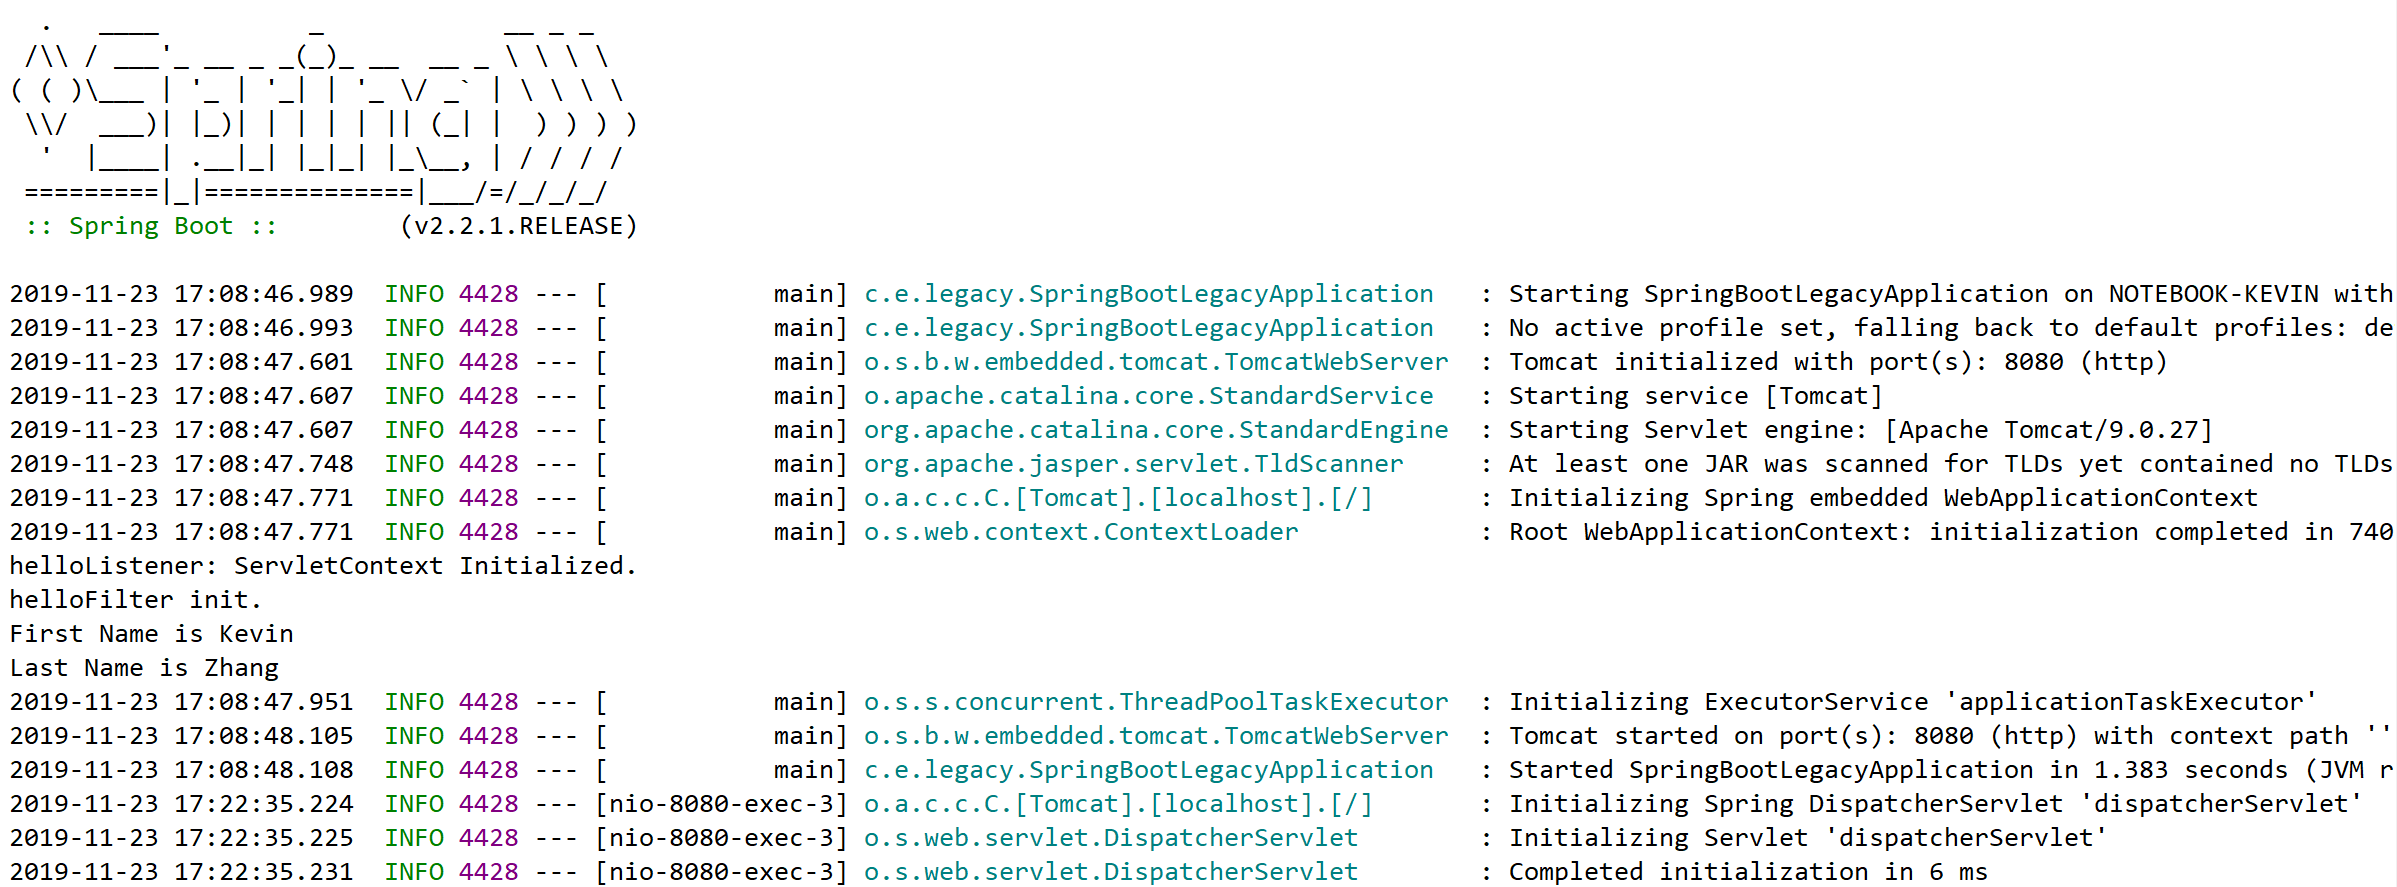 .   ____          _            __ _ _
 /\\ / ___'_ __ _ _(_)_ __  __ _ \ \ \ \
( ( )\___ | '_ | '_| | '_ \/ _` | \ \ \ \
 \\/  ___)| |_)| | | | | || (_| |  ) ) ) )
  '  |____| .__|_| |_|_| |_\__, | / / / /
 =========|_|==============|___/=/_/_/_/
 :: Spring Boot ::        (v2.2.1.RELEASE)
2019-11-23 17:08:46.989  INFO 4428 --- [           main] c.e.legacy.SpringBootLegacyApplication   : Starting SpringBootLegacyApplication on NOTEBOOK-KEVIN with
2019-11-23 17:08:46.993  INFO 4428 --- [           main] c.e.legacy.SpringBootLegacyApplication   : No active profile set, falling back to default profiles: de
2019-11-23 17:08:47.601  INFO 4428 --- [           main] o.s.b.w.embedded.tomcat.TomcatWebServer  : Tomcat initialized with port(s): 8080 (http)
2019-11-23 17:08:47.607  INFO 4428 --- [           main] o.apache.catalina.core.StandardService   : Starting service [Tomcat]
2019-11-23 17:08:47.607  INFO 4428 --- [           main] org.apache.catalina.core.StandardEngine  : Starting Servlet engine: [Apache Tomcat/9.0.27]
2019-11-23 17:08:47.748  INFO 4428 --- [           main] org.apache.jasper.servlet.TldScanner     : At least one JAR was scanned for TLDs yet contained no TLDs
2019-11-23 17:08:47.771  INFO 4428 --- [           main] o.a.c.c.C.[Tomcat].[localhost].[/]       : Initializing Spring embedded WebApplicationContext
2019-11-23 17:08:47.771  INFO 4428 --- [           main] o.s.web.context.ContextLoader            : Root WebApplicationContext: initialization completed in 740
helloListener: ServletContext Initialized.
helloFilter init.
First Name is Kevin
Last Name is Zhang
2019-11-23 17:08:47.951  INFO 4428 --- [           main] o.s.s.concurrent.ThreadPoolTaskExecutor  : Initializing ExecutorService 'applicationTaskExecutor'
2019-11-23 17:08:48.105  INFO 4428 --- [           main] o.s.b.w.embedded.tomcat.TomcatWebServer  : Tomcat started on port(s): 8080 (http) with context path ''
2019-11-23 17:08:48.108  INFO 4428 --- [           main] c.e.legacy.SpringBootLegacyApplication   : Started SpringBootLegacyApplication in 1.383 seconds (JVM r
2019-11-23 17:22:35.224  INFO 4428 --- [nio-8080-exec-3] o.a.c.c.C.[Tomcat].[localhost].[/]       : Initializing Spring DispatcherServlet 'dispatcherServlet'
2019-11-23 17:22:35.225  INFO 4428 --- [nio-8080-exec-3] o.s.web.servlet.DispatcherServlet        : Initializing Servlet 'dispatcherServlet'
2019-11-23 17:22:35.231  INFO 4428 --- [nio-8080-exec-3] o.s.web.servlet.DispatcherServlet        : Completed initialization in 6 ms